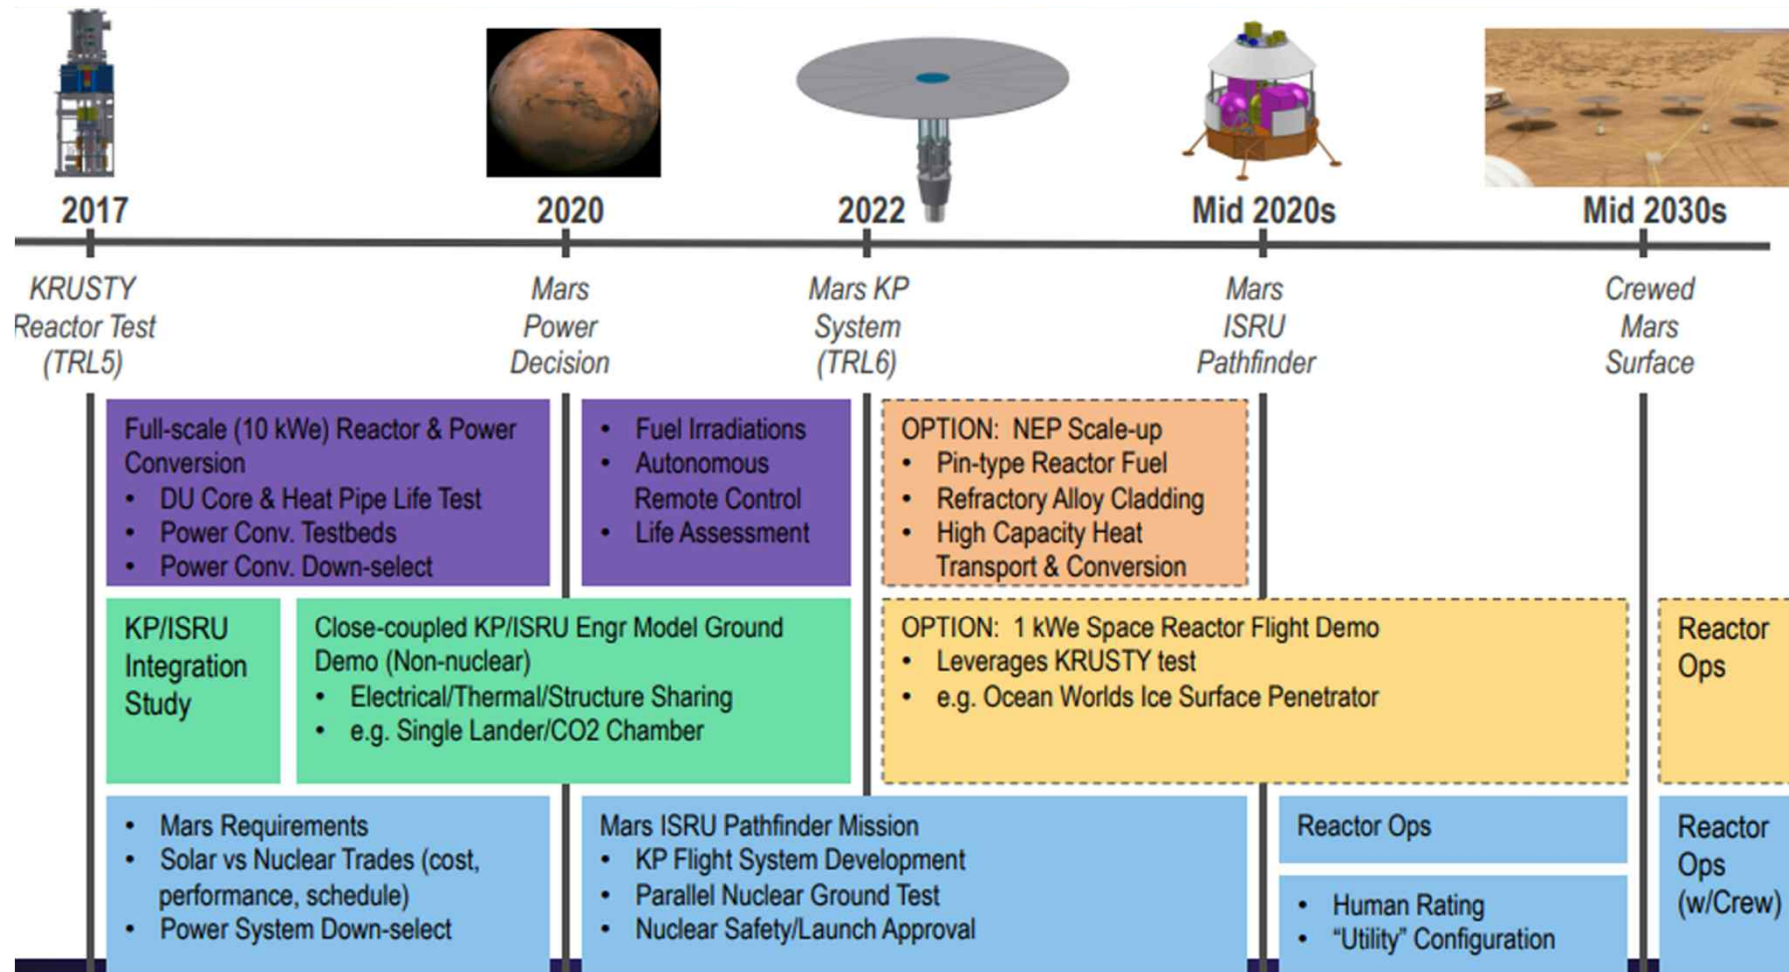 2017
2020
2022
Mid 2020s
Mid 2030s
KRUSTY
Reactor Test
(TRL5)
Mars
Power
Decision
Mars KP
System
(TRL6)
Mars
ISRU
Pathfinder
Crewed
Mars
Surface
Full-scale (10 kWe) Reactor & Power
Conversion
• DU Core & Heat Pipe Life Test
• Power Conv. Testbeds
• Power Conv. Down-select
• Fuel Irradiations
• Autonomous
Remote Control
• Life Assessment
OPTION: NEP Scale-up
• Pin-type Reactor Fuel
• Refractory Alloy Cladding
• High Capacity Heat
Transport & Conversion
KP/ISRU
Integration
Study
Close-coupled KP/ISRU Engr Model Ground
Demo (Non-nuclear)
• Electrical/Thermal/Structure Sharing
• e.g. Single Lander/CO2 Chamber
OPTION: 1 kWe Space Reactor Flight Demo
• Leverages KRUSTY test
• e.g. Ocean Worlds Ice Surface Penetrator
Reactor
Ops
• Mars Requirements
• Solar vs Nuclear Trades (cost,
performance, schedule)
• Power System Down-select
Mars ISRU Pathfinder Mission
• KP Flight System Development
• Parallel Nuclear Ground Test
• Nuclear Safety/Launch Approval
Reactor Ops
• Human Rating
• “Utility” Configuration
Reactor
Ops
(w/Crew)